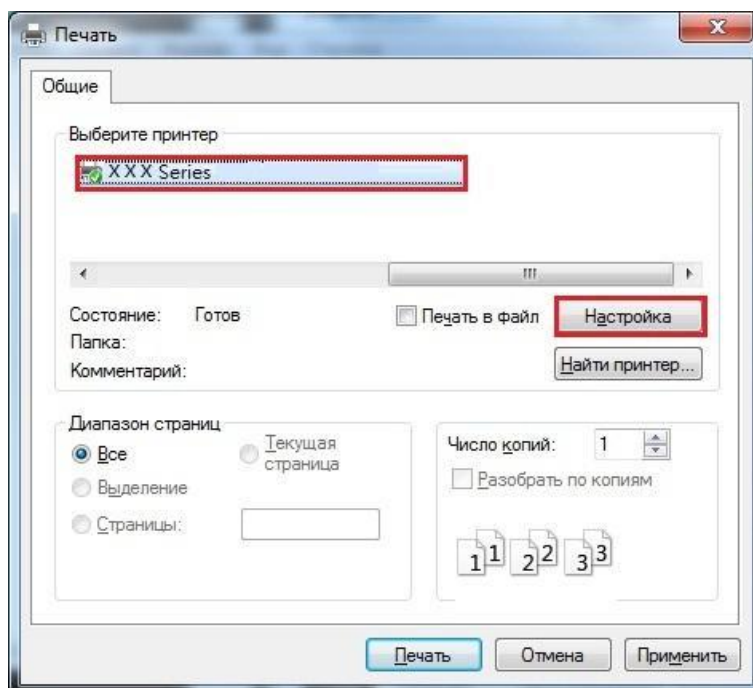 Печать
Общие
Выберите принтер
X X X Series
Состояние: Готов
Печать в файл
Настройка
Папка:
Комментарий:
Найти принтер...
Диапазон страниц
Все
Текущая
страница
Выделение
Страницы:
Число копий: 1
Разобрать по копиям
1 1 2 2 3 3
Печать
Отмена
Применить